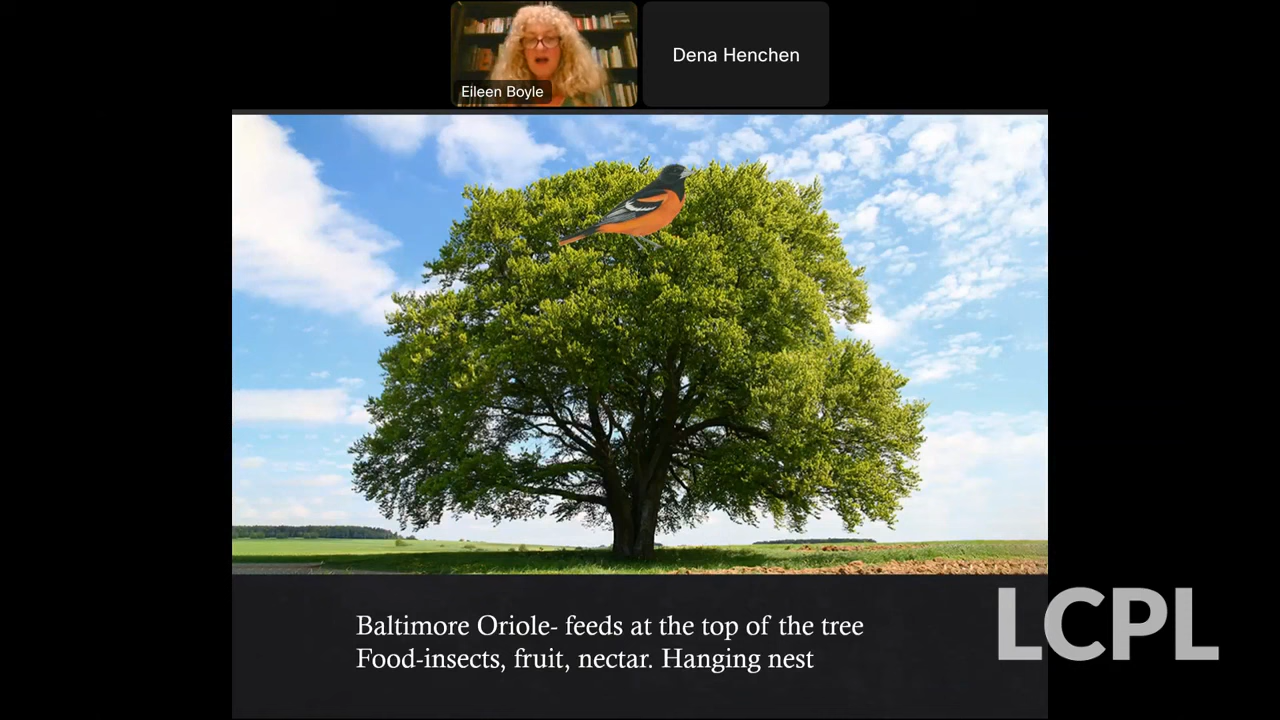 Eileen Boyle
Dena Henchen
Baltimore Oriole- feeds at the top of the tree
Food-insects, fruit, nectar. Hanging nest
LCPL